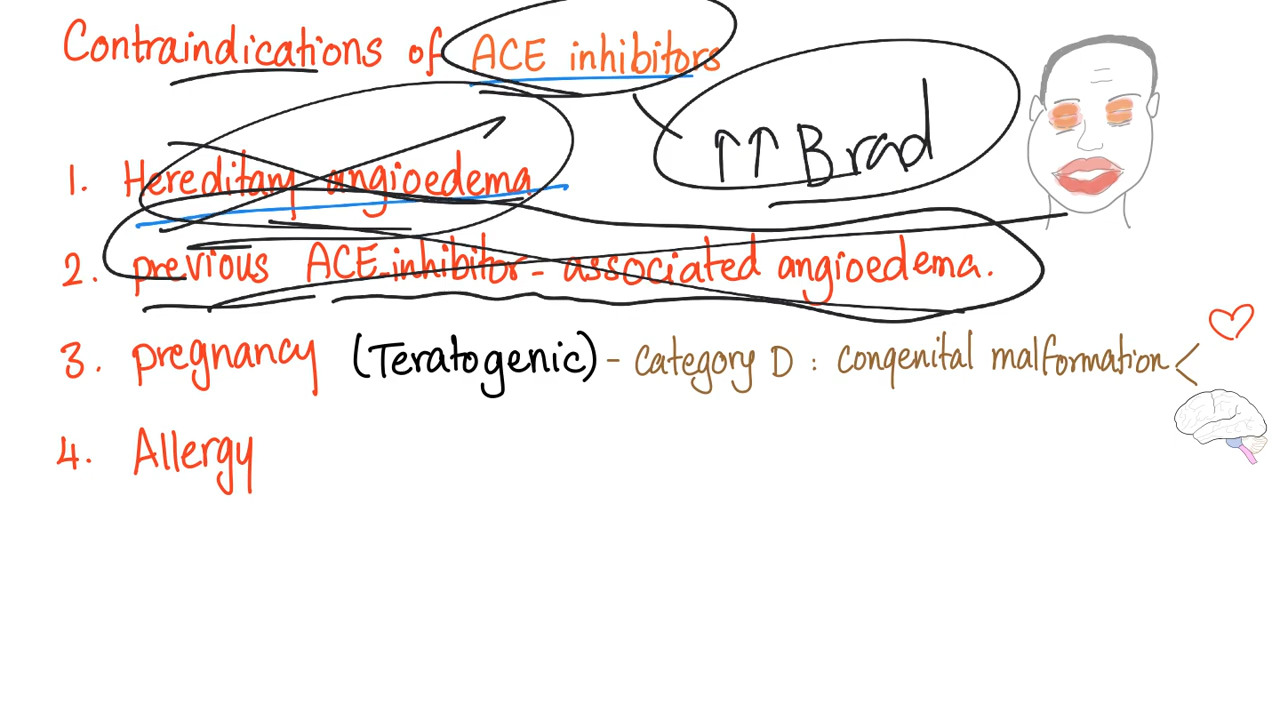 Contraindications of ACE inhibitors
↑↑ Brad
1. Hereditary angioedema
2. previous ACE-inhibitor-associated angioedema.
3. pregnancy (Teratogenic) - Category D : Congenital malformation <
4. Allergy